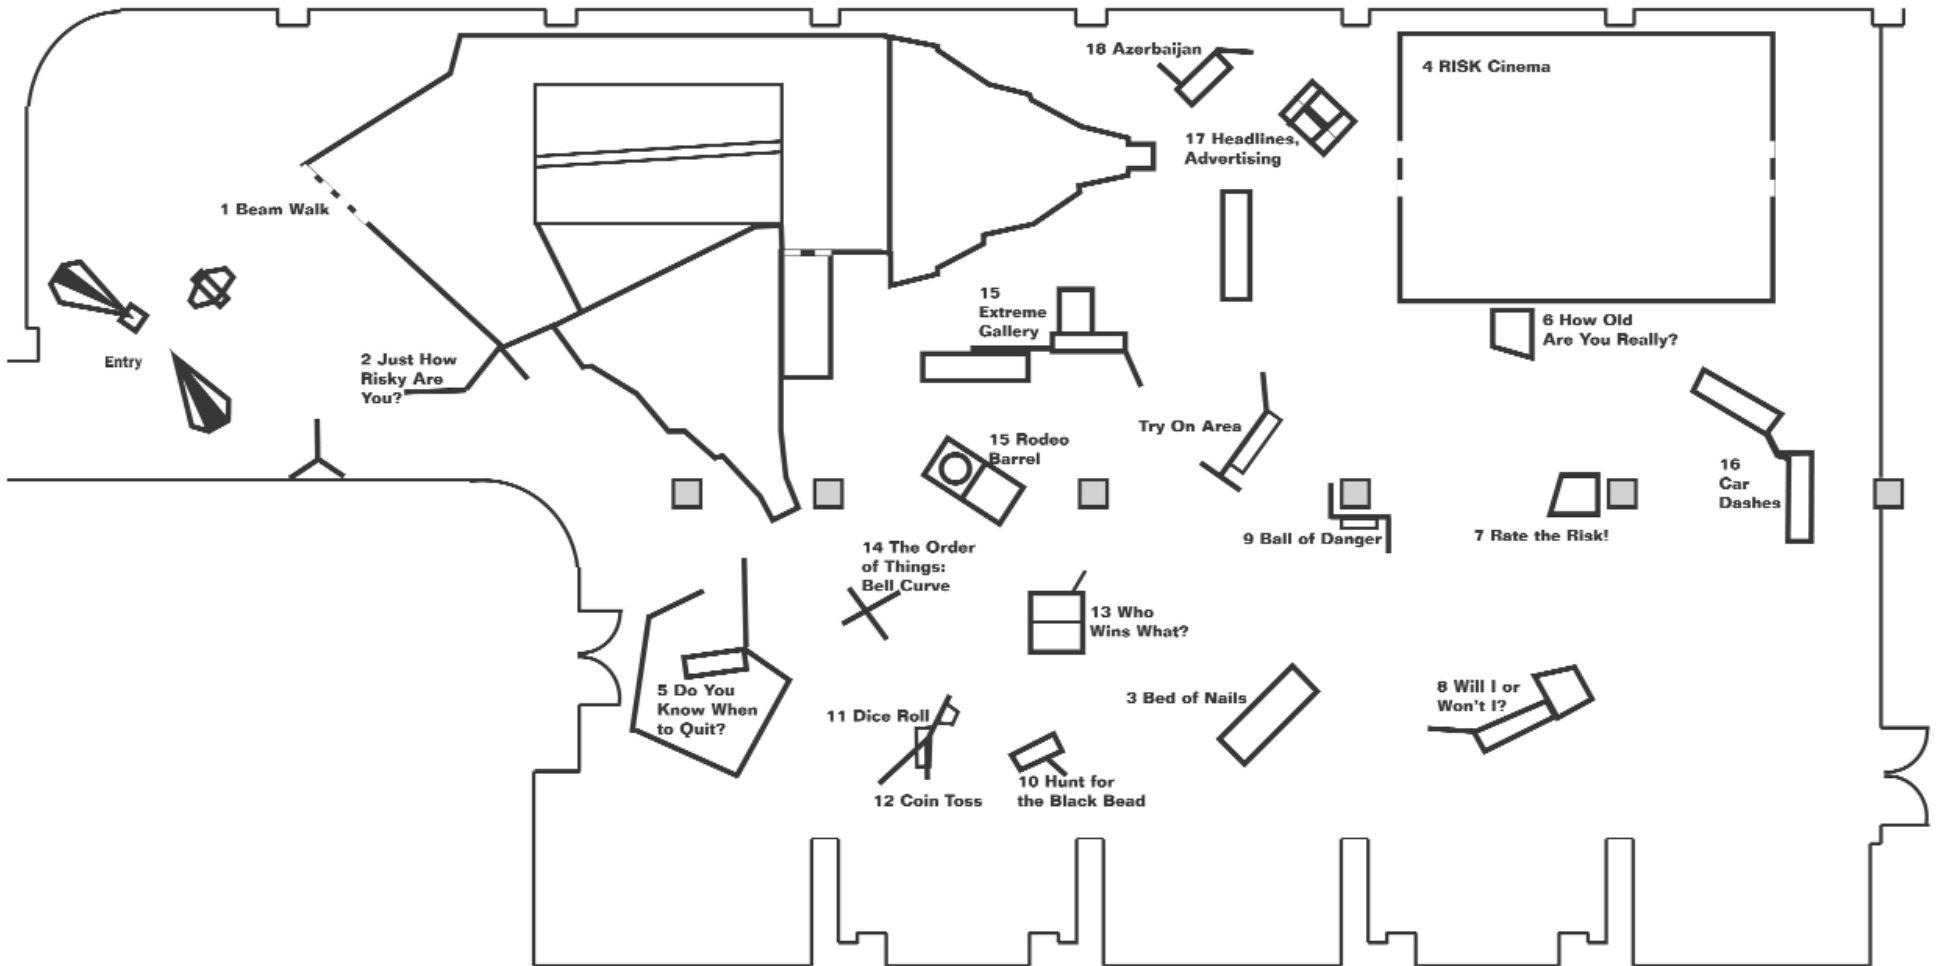 18 Azerbaijan
4 RISK Cinema
17 Headlines,
Advertising
1 Beam Walk
15
Extreme
Gallery
6 How Old
Are You Really?
Entry
2 Just How
Risky Are
You?
Try On Area
15 Rodeo
Barrel
16
Car
Dashes
9 Ball of Danger
7 Rate the Risk!
14 The Order
of Things:
Bell Curve
13 Who
Wins What?
5 Do You
Know When
to Quit?
11 Dice Roll
3 Bed of Nails
8 Will I or
Won't I?
12 Coin Toss
10 Hunt for
the Black Bead